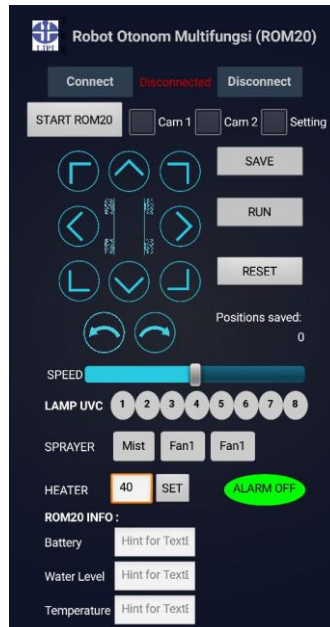 LIPI
Robot Otonom Multifungsi (ROM20)
Connect Disconnected Disconnect
START ROM20 Cam 1 Cam 2 Setting
SAVE
RUN
RESET
Positions saved:
0
SPEED
LAMP UVC 1 2 3 4 5 6 7 8
SPRAYER Mist Fan1 Fan1
HEATER 40 SET ALARM OFF
ROM20 INFO :
Battery Hint for Text
Water Level Hint for Text
Temperature Hint for Text